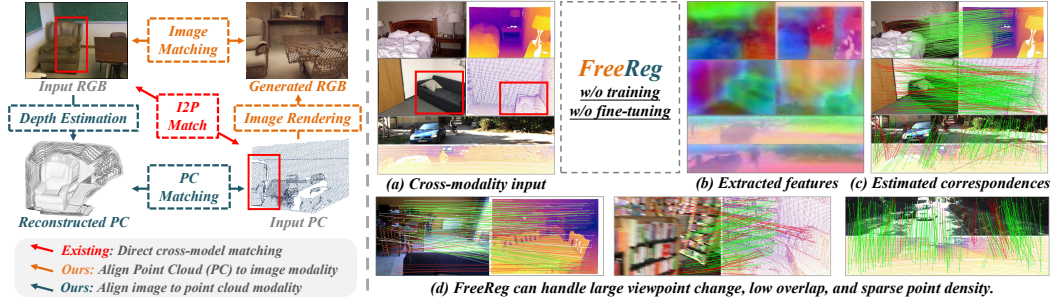 Image
Matching
Input RGB
Generated RGB
Depth Estimation
I2P
Match
Image Rendering
PC
Matching
Reconstructed PC
Input PC
Existing: Direct cross-model matching
Ours: Align Point Cloud (PC) to image modality
Ours: Align image to point cloud modality
FreeReg
w/o training
w/o fine-tuning
(a) Cross-modality input
(b) Extracted features
(c) Estimated correspondences
(d) FreeReg can handle large viewpoint change, low overlap, and sparse point density.